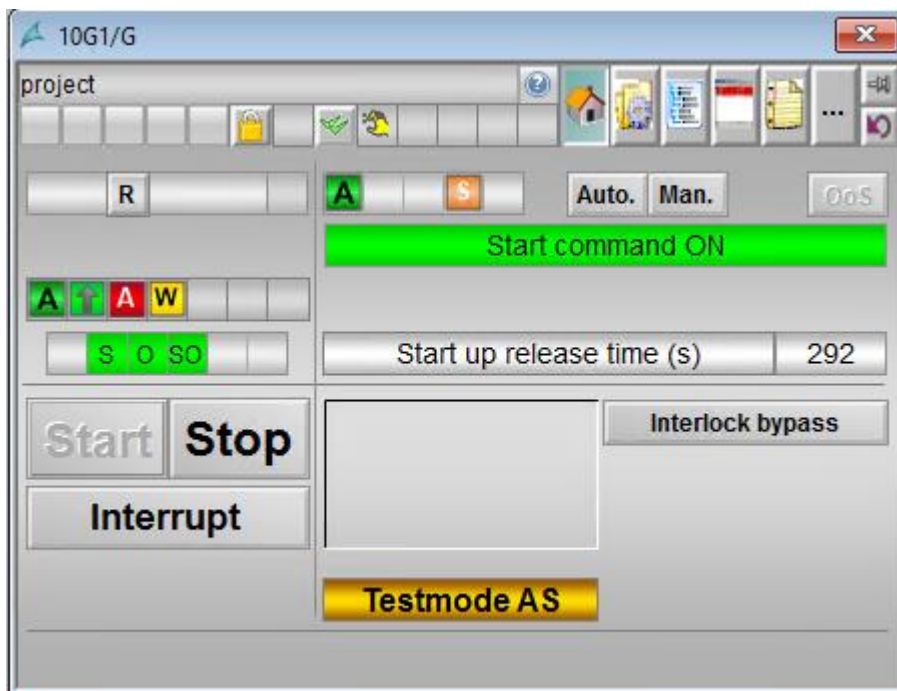 10G1/G
project
...
R
A S Auto. Man. OoS
Start command ON
A A W
S O SO
Start up release time (s) 292
Start Stop
Interlock bypass
Interrupt
Testmode AS